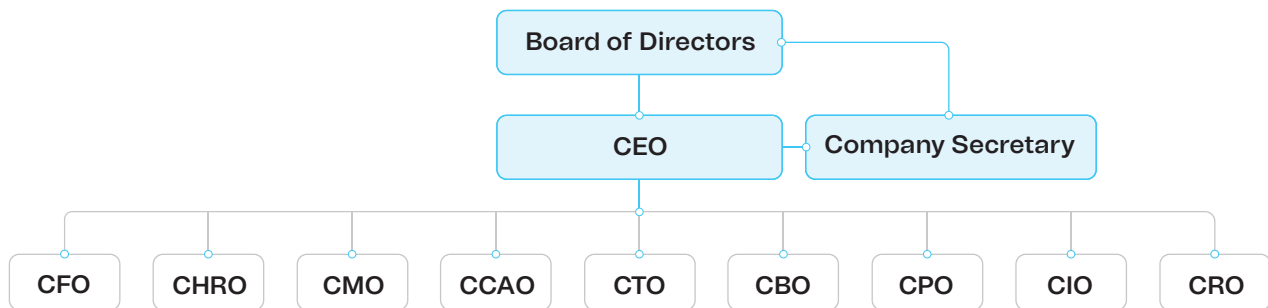 Board of Directors
CEO
Company Secretary
CFO
CHRO
CMO
CCAO
CTO
CBO
CPO
CIO
CRO